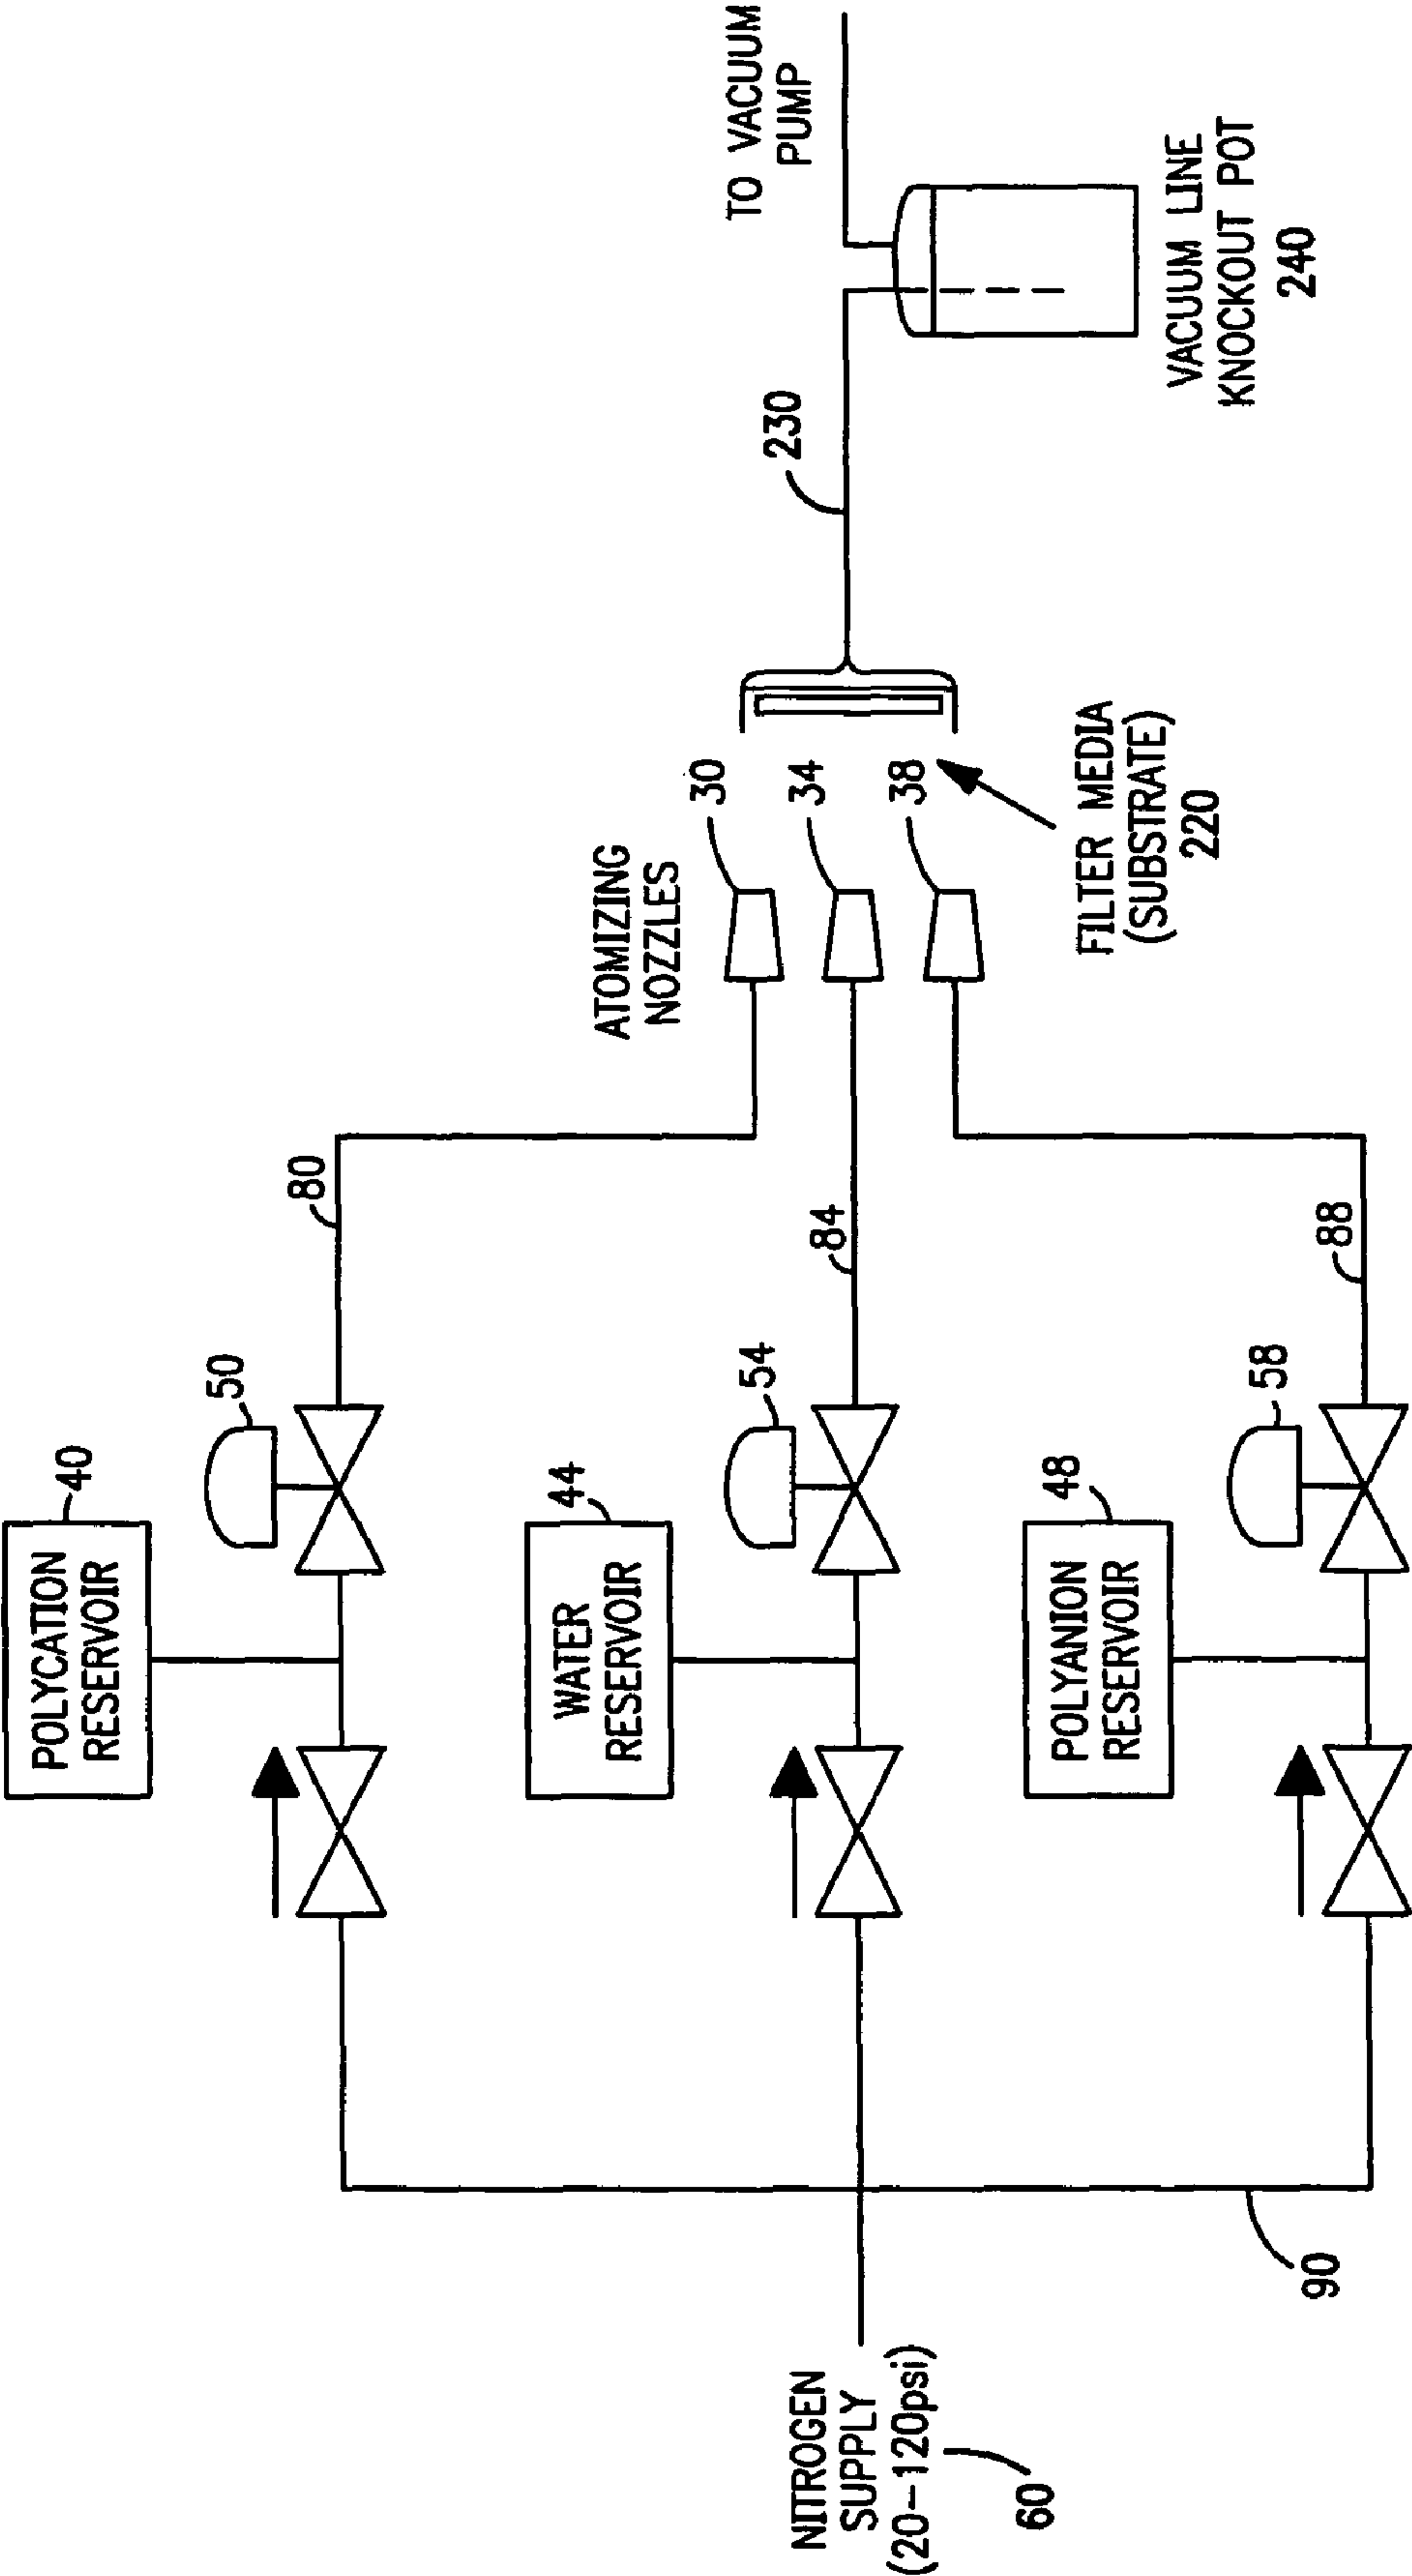 POLYCATION
RESERVOIR
40
50
80
WATER
RESERVOIR
44
54
84
POLYANION
RESERVOIR
48
58
88
NITROGEN
SUPPLY
(20-120psi)
60
90
ATOMIZING
NOZZLES
30
34
38
FILTER MEDIA
(SUBSTRATE)
220
230
TO VACUUM
PUMP
VACUUM LINE
KNOCKOUT POT
240